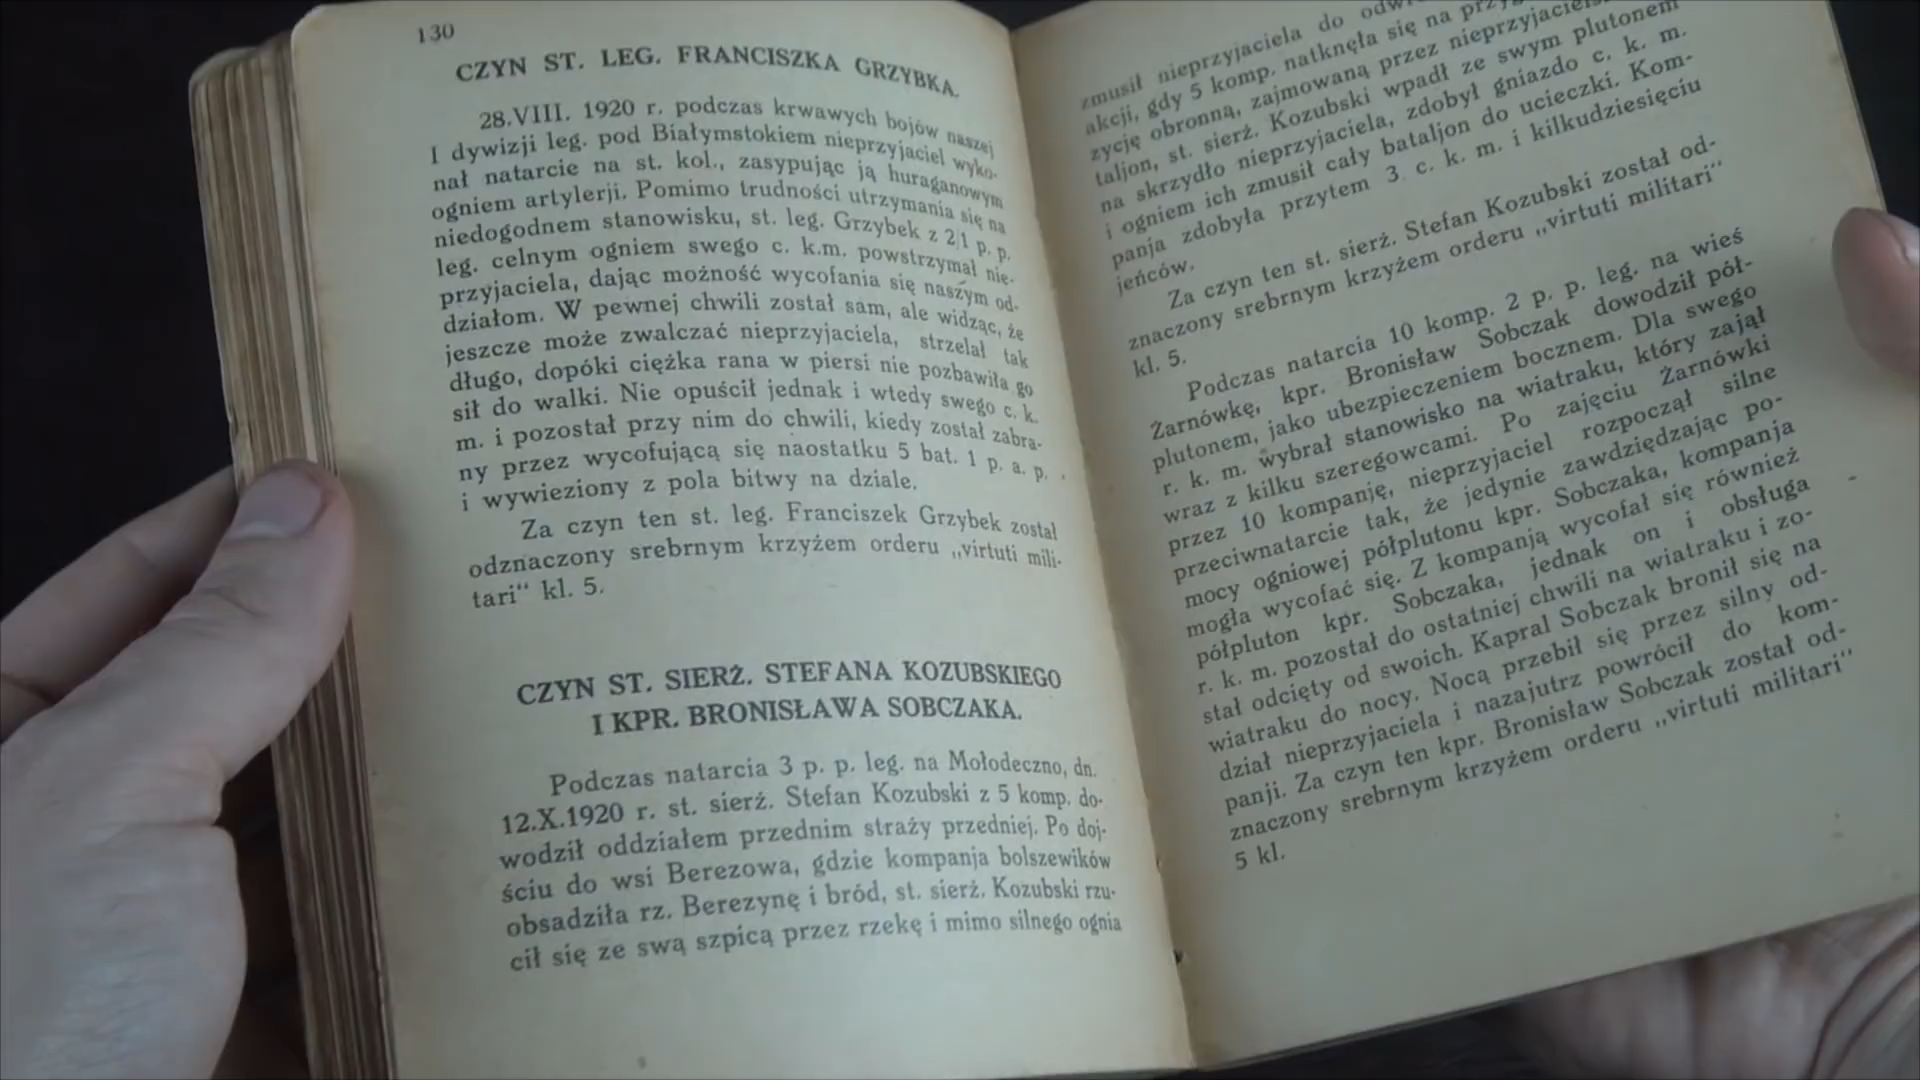 130
CZYN ST. LEG. FRANCISZKA GRZYBKA.
28.VIII. 1920 r. podczas krwawych bojów naszej
I dywizji leg. pod Białymstokiem nieprzyjaciel wyko-
nał natarcie na st. kol., zasypując ją huraganowym
ogniem artylerji. Pomimo trudności utrzymania się na
niedogodnem stanowisku, st. leg. Grzybek z 21 p. p.
leg. celnym ogniem swego c. k.m. powstrzymał nie-
przyjaciela, dając możność wycofania się naszym od-
działom. W pewnej chwili został sam, ale widząc, że
jeszcze może zwalczać nieprzyjaciela, strzelał tak
długo, dopóki ciężka rana w piersi nie pozbawiła go
sił do walki. Nie opuścił jednak i wtedy swego c. k.
m. i pozostał przy nim do chwili, kiedy został zabra-
ny przez wycofującą się naostatku 5 bat. 1 p. a. p.
i wywieziony z pola bitwy na dziale.
Za czyn ten st. leg. Franciszek Grzybek został
odznaczony srebrnym krzyżem orderu „virtuti mili-
tari“ kl. 5.
CZYN ST. SIERŻ. STEFANA KOZUBSKIEGO
I KPR. BRONISŁAWA SOBCZAKA.
Podczas natarcia 3 p. p. leg. na Mołodeczno, dn.
12.X.1920 r. st. sierż. Stefan Kozubski z 5 komp. do-
wodził oddziałem przednim straży przedniej. Po doj-
ściu do wsi Berezowa, gdzie kompanja bolszewików
obsadziła rz. Berezynę i bród, st. sierż. Kozubski rzu-
cił się ze swą szpicą przez rzekę i mimo silnego ognia
zmusił nieprzyjaciela do
akcji, gdy 5 komp. natknęła się na
zycję obronną, zajmowaną przez
taljon, st. sierż. Kozubski wpadł ze swym plutonem
na skrzydło nieprzyjaciela, zdobył gniazdo c. k. m.
i ogniem ich zmusił cały bataljon do ucieczki. Kom-
panja zdobyła przytem 3 c. k. m. i kilkudziesięciu
jeńców.
Za czyn ten st. sierż. Stefan Kozubski został od-
znaczony srebrnym krzyżem orderu „virtuti militari“
kl. 5.
Podczas natarcia 10 komp. 2 p. p. leg. na wieś
Żarnówkę, kpr. Bronisław Sobczak dowodził pół-
plutonem, jako ubezpieczeniem bocznem. Dla swego
r. k. m. wybrał stanowisko na wiatraku, który zajął
wraz z kilku szeregowcami. Po zajęciu Żarnówki
przez 10 kompanję, nieprzyjaciel rozpoczął silne
przeciwnatarcie tak, że jedynie zawdziędzając po-
mocy ogniowej półplutonu kpr. Sobczaka, kompanja
mogła wycofać się. Z kompanją wycofał się również
półpluton kpr. Sobczaka, jednak on i obsługa
r. k. m. pozostał do ostatniej chwili na wiatraku i zo-
stał odcięty od swoich. Kapral Sobczak bronił się na
wiatraku do nocy. Nocą przebił się przez silny od-
dział nieprzyjaciela i nazajutrz powrócił do kom-
panji. Za czyn ten kpr. Bronisław Sobczak został od-
znaczony srebrnym krzyżem orderu „virtuti militari“
5 kl.